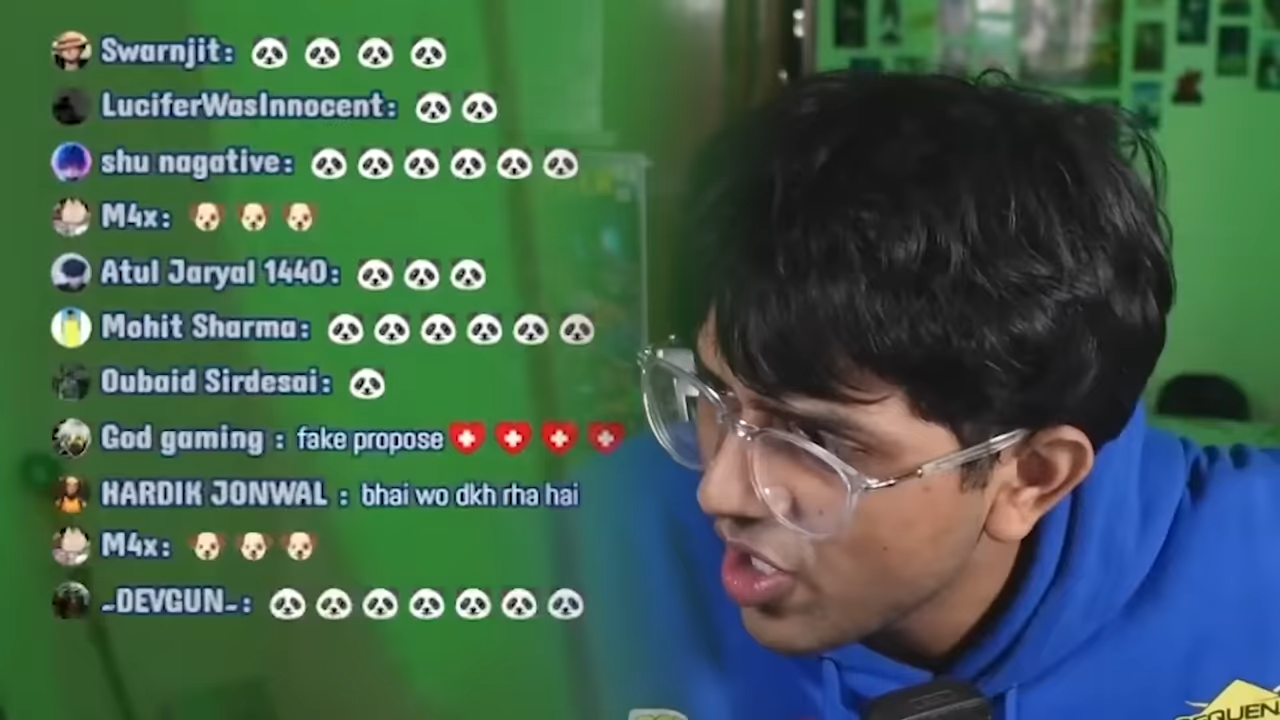 Swarnjit: 🐼 🐼 🐼 🐼
LuciferWasInnocent: 🐼 🐼
shu nagative: 🐼 🐼 🐼 🐼 🐼 🐼
M4x: 🐶 🐶 🐶
Atul Jaryal 1440: 🐼 🐼 🐼
Mohit Sharma: 🐼 🐼 🐼 🐼 🐼 🐼
Oubaid Sirdesai: 🐼
God gaming : fake propose
HARDIK JONWAL : bhai wo dkh rha hai
M4x: 🐶 🐶 🐶
-DEVGUN-: 🐼 🐼 🐼 🐼 🐼 🐼 🐼